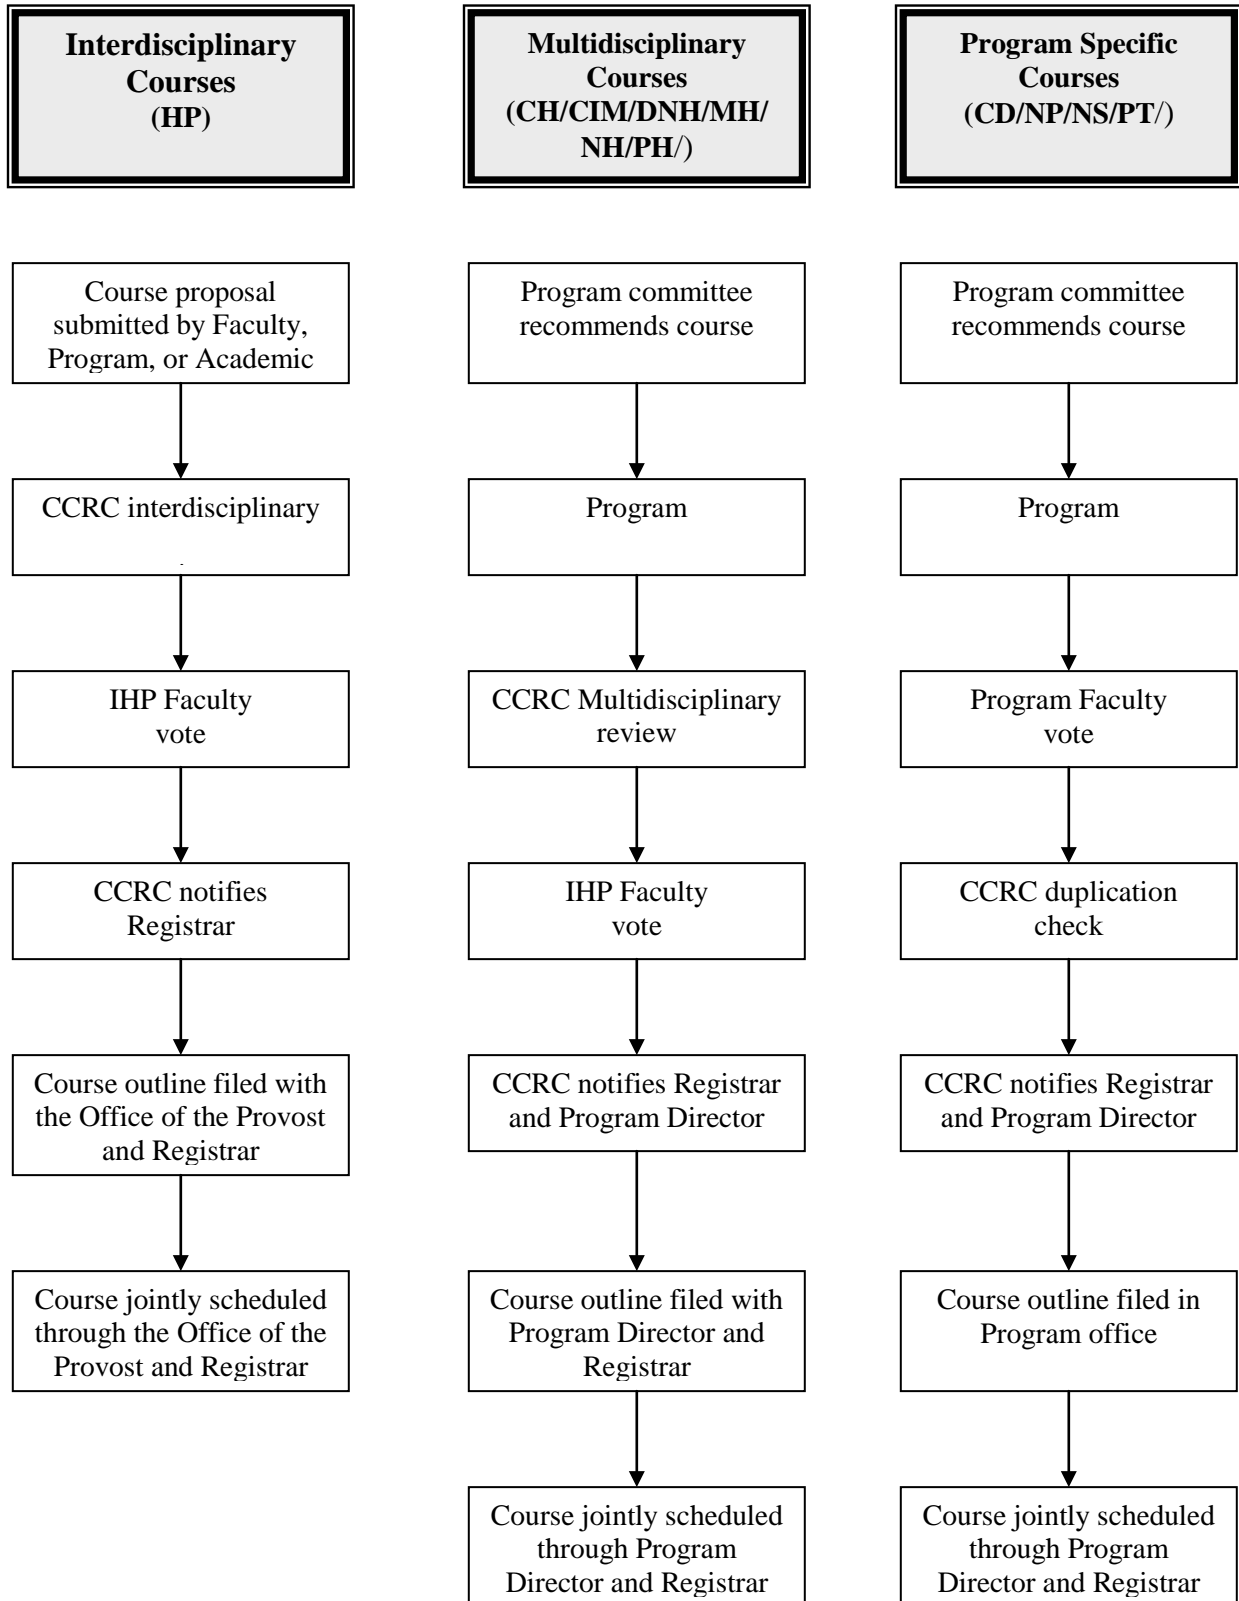 Interdisciplinary
Courses
(HP)
Multidisciplinary
Courses
(CH/CIM/DNH/MH/
NH/PH/)
Program Specific
Courses
(CD/NP/NS/PT/)
Course proposal
submitted by Faculty,
Program, or Academic
Program committee
recommends course
Program committee
recommends course
CCRC interdisciplinary
Program
Program
IHP Faculty
vote
CCRC Multidisciplinary
review
Program Faculty
vote
CCRC notifies
Registrar
IHP Faculty
vote
CCRC duplication
check
Course outline filed with
the Office of the Provost
and Registrar
CCRC notifies Registrar
and Program Director
CCRC notifies Registrar
and Program Director
Course jointly scheduled
through the Office of the
Provost and Registrar
Course outline filed with
Program Director and
Registrar
Course outline filed in
Program office
Course jointly scheduled
through Program
Director and Registrar
Course jointly scheduled
through Program
Director and Registrar